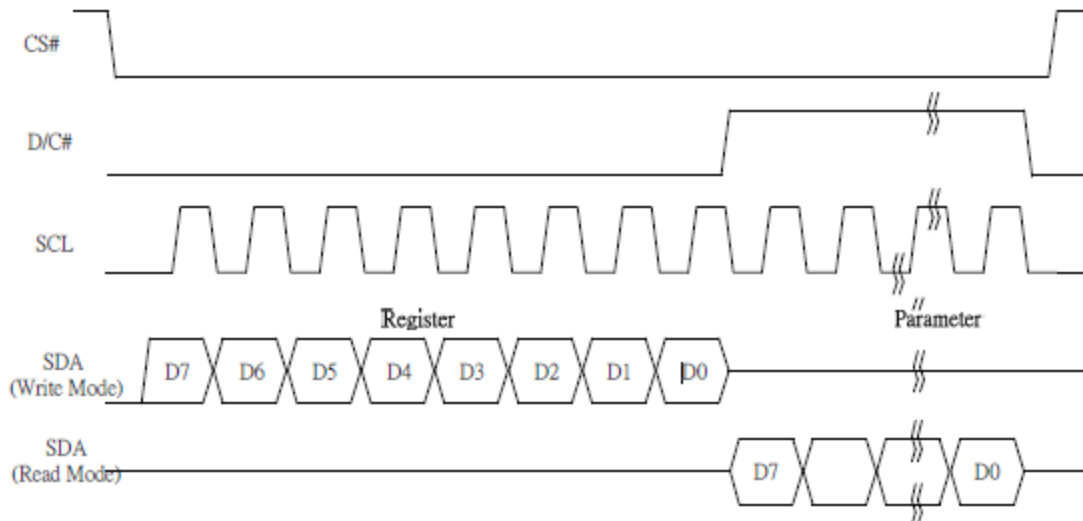 CS#
D/C#
SCL
Register
Parameter
SDA
(Write Mode)
D7 D6 D5 D4 D3 D2 D1 D0
SDA
(Read Mode)
D7 D0